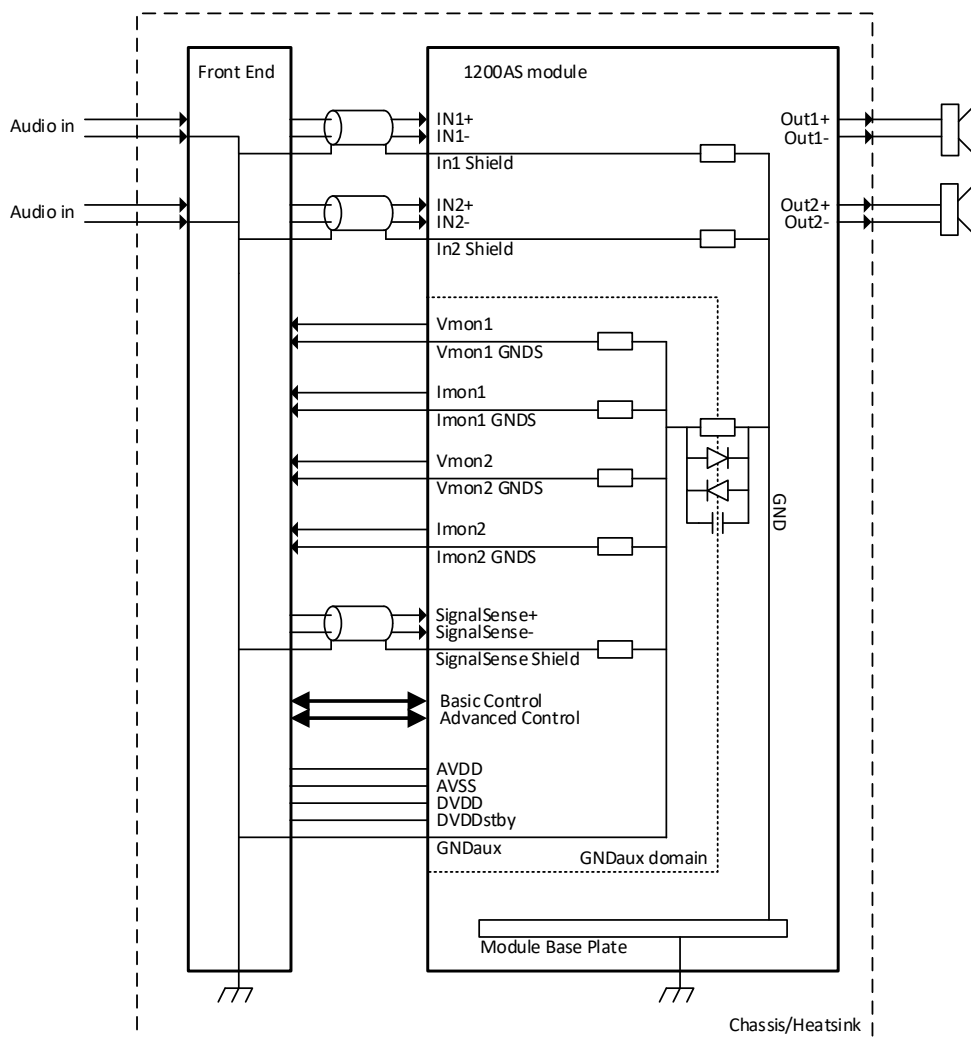 Front End
1200AS module
Audio in
IN1+
IN1-
In1 Shield
Out1+
Out1-
Audio in
IN2+
IN2-
In2 Shield
Out2+
Out2-
Vmon1
Vmon1 GNDS
Imon1
Imon1 GNDS
Vmon2
Vmon2 GNDS
Imon2
Imon2 GNDS
GND
SignalSense+
SignalSense-
SignalSense Shield
Basic Control
Advanced Control
AVDD
AVSS
DVDD
DVDDstby
GNDaux
GNDaux domain
Module Base Plate
Chassis/Heatsink